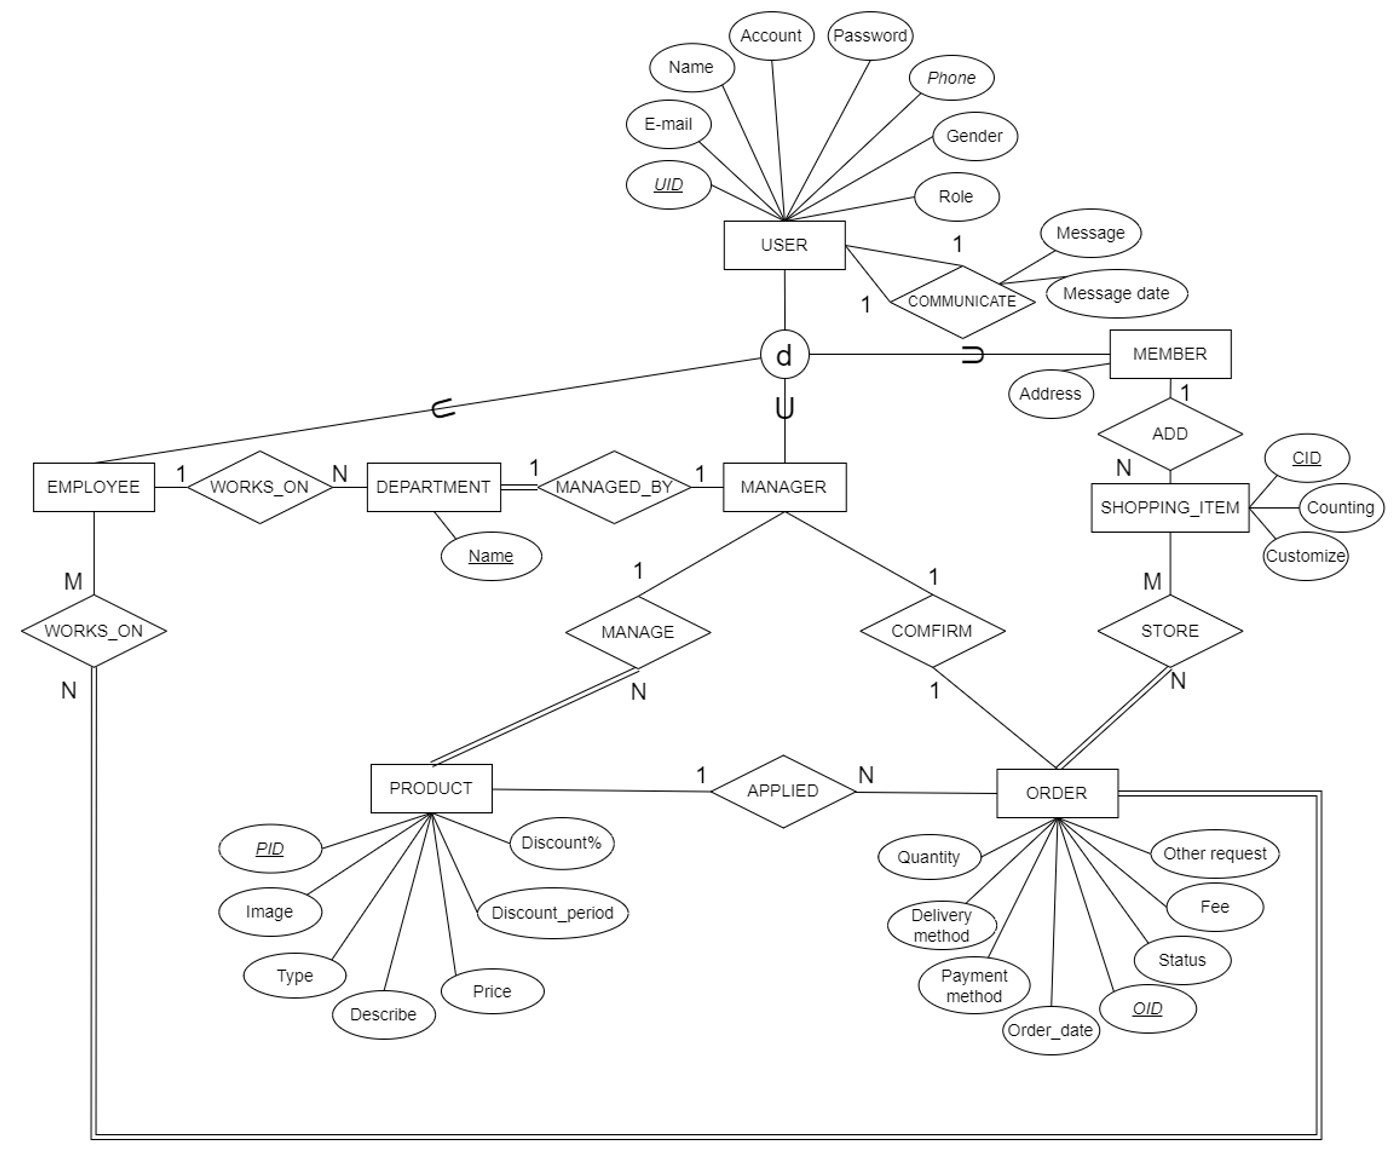 Account
Password
Name
Phone
E-mail
Gender
UID
Role
USER
1
Message
1
COMMUNICATE
Message date
d
MEMBER
Address
1
ADD
N
CID
EMPLOYEE
1
WORKS_ON
N
DEPARTMENT
1
MANAGED_BY
1
MANAGER
SHOPPING_ITEM
Counting
Customize
Name
M
1
1
M
WORKS_ON
MANAGE
COMFIRM
STORE
N
N
1
N
PRODUCT
1
APPLIED
N
ORDER
PID
Discount%
Quantity
Other request
Image
Discount_period
Delivery
method
Fee
Type
Price
Payment
method
Status
Describe
Order_date
OID